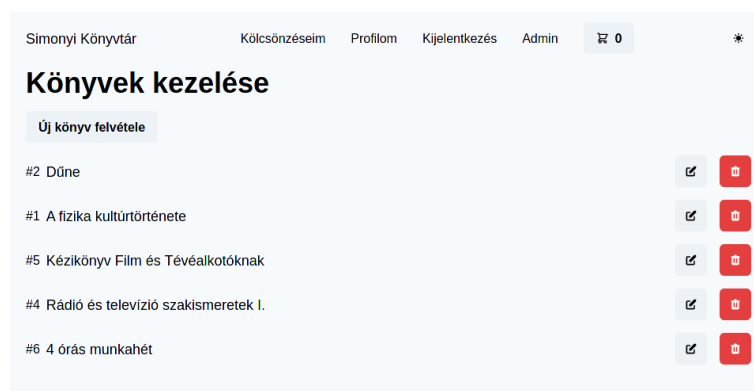 Simonyi Könyvtár Kölcsönzéseim Profilom Kijelentkezés Admin 0
Könyvek kezelése
Új könyv felvétele
#2 Dűne
#1 A fizika kultúrtörténete
#5 Kézikönyv Film és Tévéalkotóknak
#4 Rádió és televízió szakismeretek I.
#6 4 órás munkahét